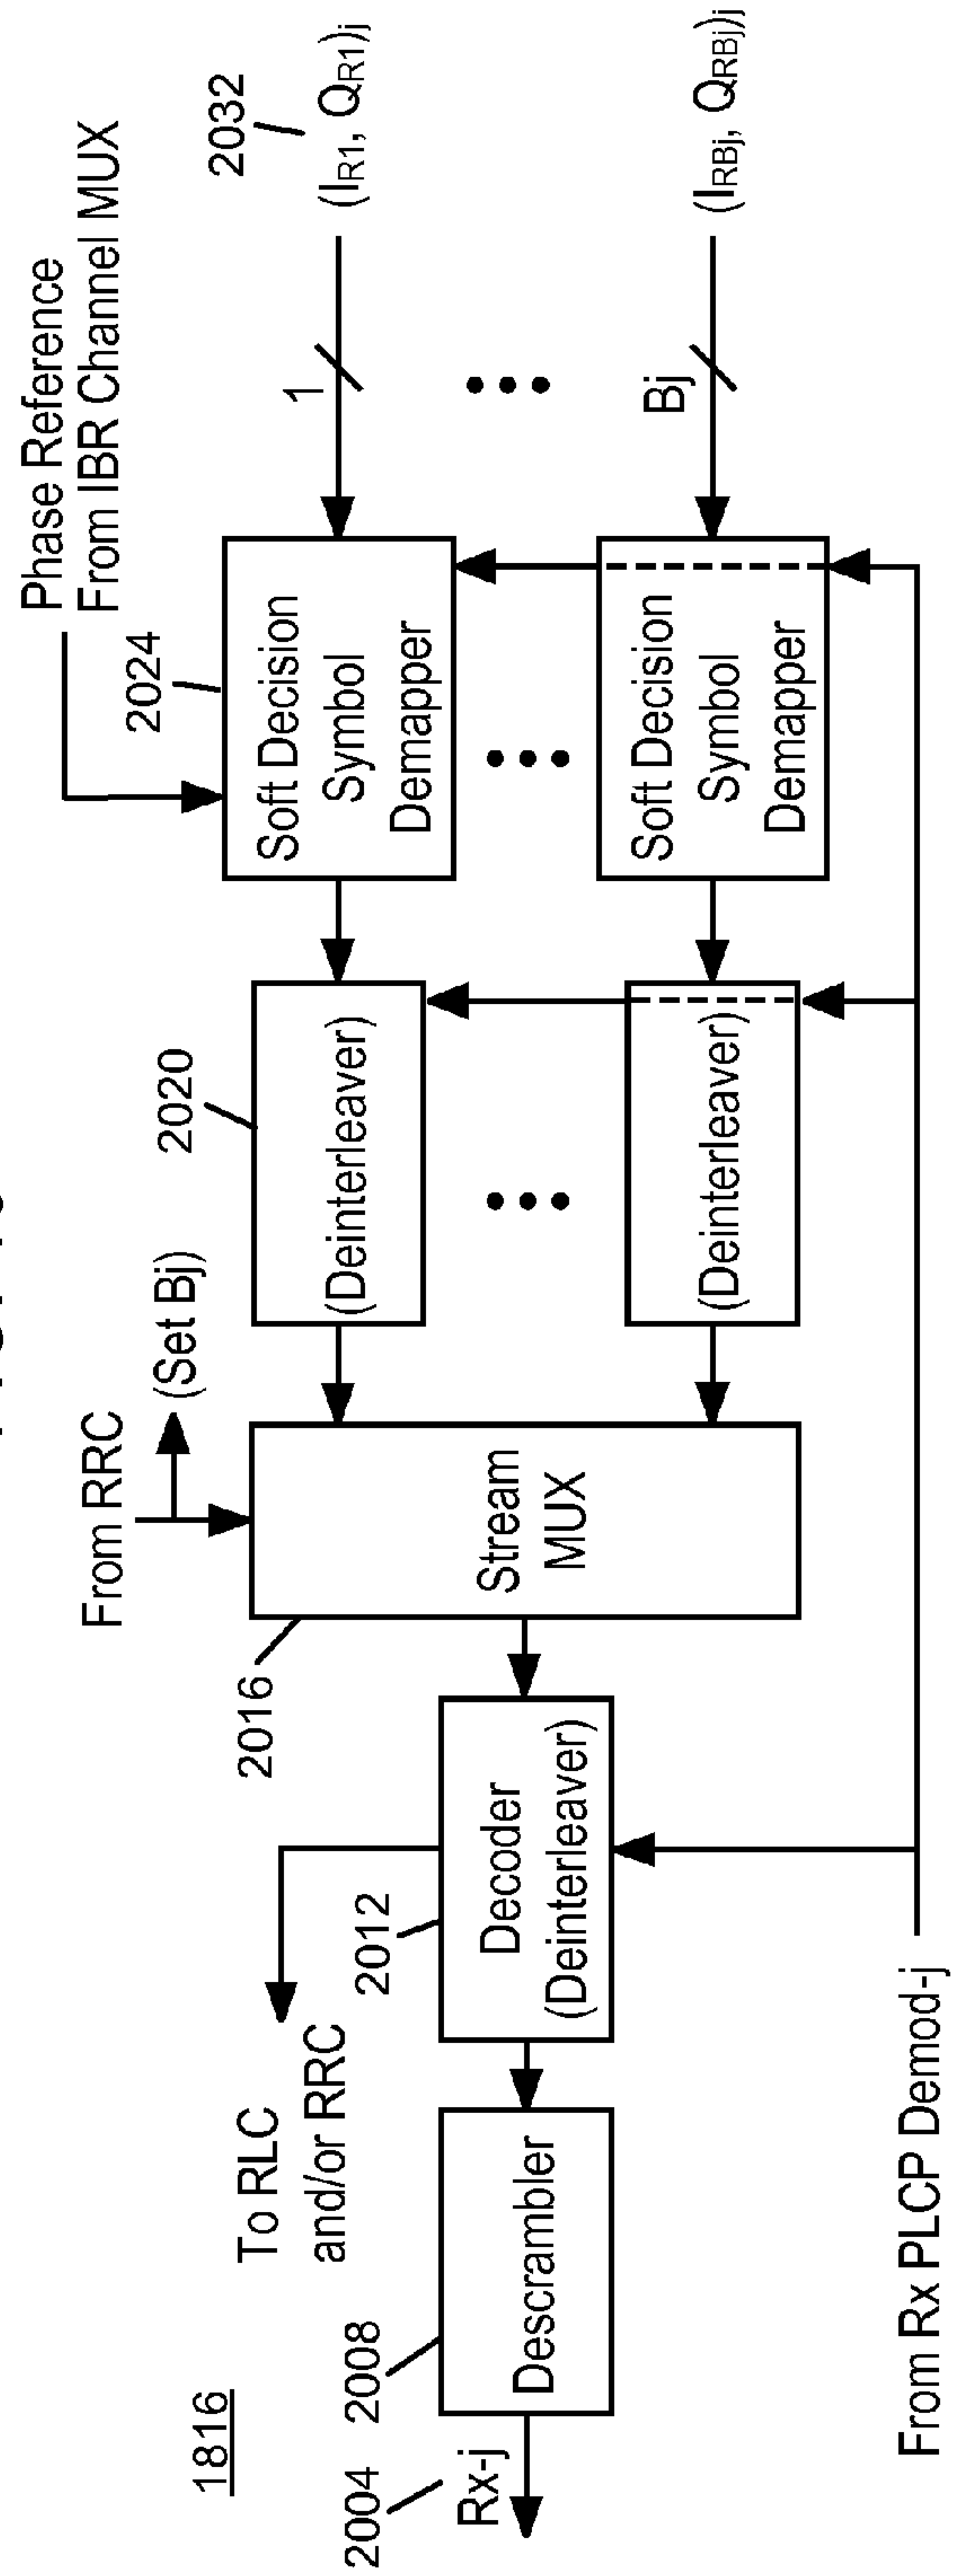 Phase Reference
From IBR Channel MUX
2032
(IR1, QR1)j
1
Bj
(IRBj, QRBj)j
2024
Soft Decision
Symbol
Demapper
Soft Decision
Symbol
Demapper
2020
(Deinterleaver)
(Deinterleaver)
From RRC
(Set Bj)
Stream
MUX
2016
Decoder
(Deinterleaver)
2012
To RLC
and/or RRC
Descrambler
2008
1816
2004
Rx-j
From Rx PLCP Demod-j